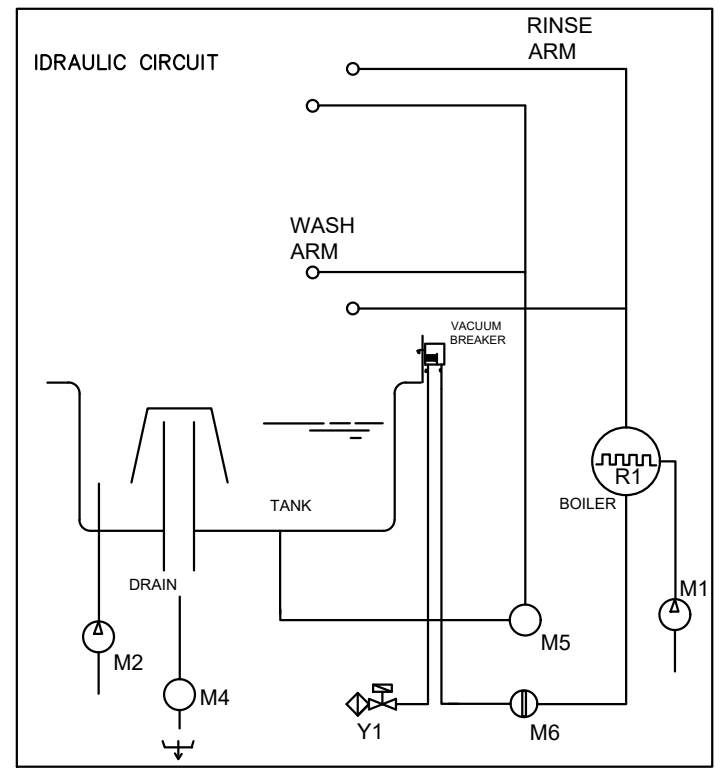 RINSE
ARM
IDRAULIC CIRCUIT
WASH
ARM
VACUUM
BREAKER
R1
TANK
BOILER
DRAIN
M1
M5
M2
M4
Y1
M6